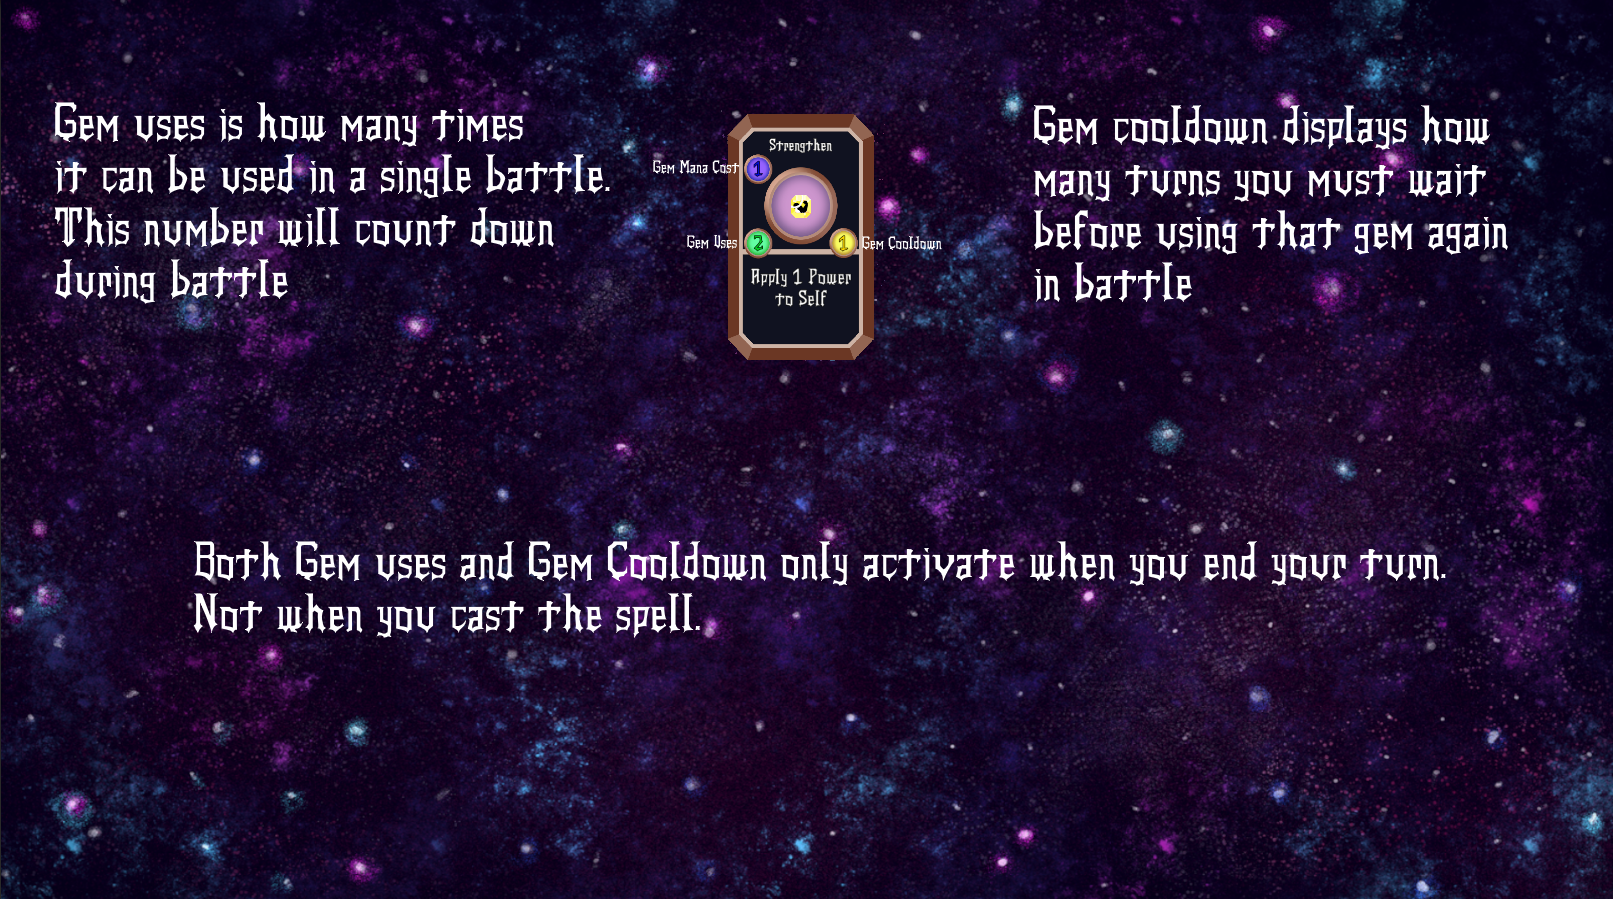 Gem uses is how many times
it can be used in a single battle.
This number will count down
during battle
Strengthen
Gem Mana Cost 1
Gem Uses 2
1 Gem Cooldown
Apply 1 Power
to Self
Gem cooldown displays how
many turns you must wait
before using that gem again
in battle
Both Gem uses and Gem Cooldown only activate when you end your turn.
Not when you cast the spell.